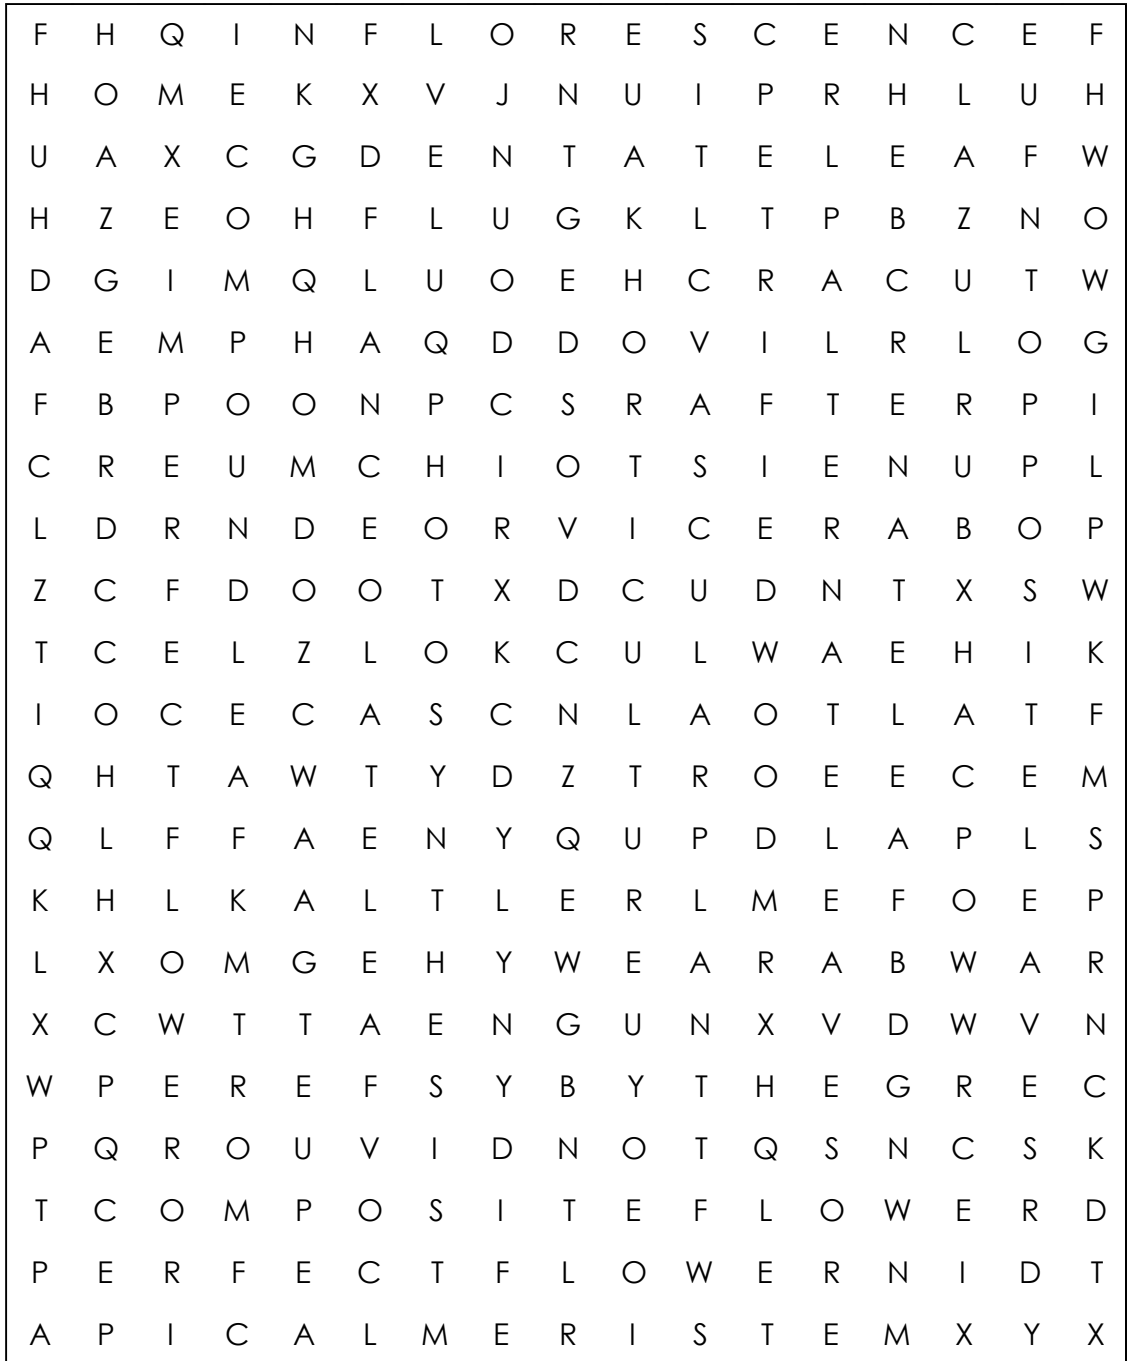 F H Q I N F L O R E S C E N C E F
H O M E K X V J N U I P R H L U H
U A X C G D E N T A T E L E A F W
H Z E O H F L U G K L T P B Z N O
D G I M Q L U O E H C R A C U T W
A E M P H A Q D D O V I L R L O G
F B P O O N P C S R A F T E R P I
C R E U M C H I O T S I E N U P L
L D R N D E O R V I C E R A B O P
Z C F D O O T X D C U D N T X S W
T C E L Z L O K C U L W A E H I K
I O C E C A S C N L A O T L A T F
Q H T A W T Y D Z T R O E E C E M
Q L F F A E N Y Q U P D L A P L S
K H L K A L T L E R L M E F O E P
L X O M G E H Y W E A R A B W A R
X C W T T A E N G U N X V D W V N
W P E R E F S Y B Y T H E G R E C
P Q R O U V I D N O T Q S N C S K
T C O M P O S I T E F L O W E R D
P E R F E C T F L O W E R N I D T
A P I C A L M E R I S T E M X Y X